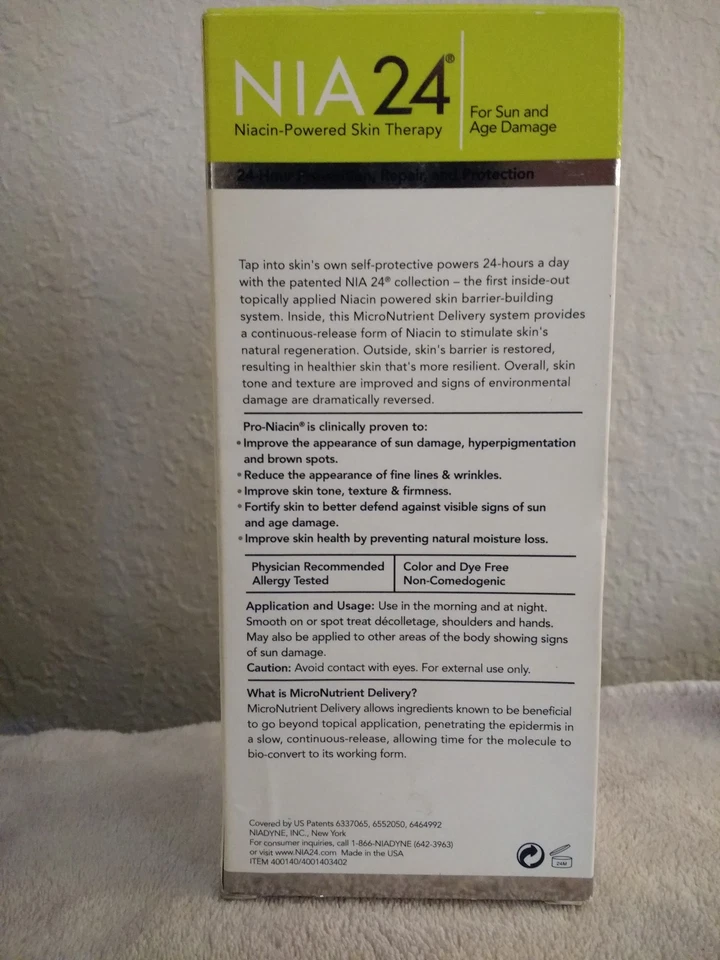 NIA24®
Niacin-Powered Skin Therapy
For Sun and
Age Damage
24-Hour Prevention, Repair, and Protection
Tap into skin's own self-protective powers 24-hours a day
with the patented NIA 24® collection – the first inside-out
topically applied Niacin powered skin barrier-building
system. Inside, this MicroNutrient Delivery system provides
a continuous-release form of Niacin to stimulate skin's
natural regeneration. Outside, skin's barrier is restored,
resulting in healthier skin that's more resilient. Overall, skin
tone and texture are improved and signs of environmental
damage are dramatically reversed.
Pro-Niacin® is clinically proven to:
• Improve the appearance of sun damage, hyperpigmentation
and brown spots.
• Reduce the appearance of fine lines & wrinkles.
• Improve skin tone, texture & firmness.
• Fortify skin to better defend against visible signs of sun
and age damage.
• Improve skin health by preventing natural moisture loss.
Physician Recommended
Allergy Tested
Color and Dye Free
Non-Comedogenic
Application and Usage: Use in the morning and at night.
Smooth on or spot treat décolletage, shoulders and hands.
May also be applied to other areas of the body showing signs
of sun damage.
Caution: Avoid contact with eyes. For external use only.
What is MicroNutrient Delivery?
MicroNutrient Delivery allows ingredients known to be beneficial
to go beyond topical application, penetrating the epidermis in
a slow, continuous-release, allowing time for the molecule to
bio-convert to its working form.
Covered by US Patents 6337065, 6552050, 6464992
NIADYNE, INC., New York
For consumer inquiries, call 1-866-NIADYNE (642-3963)
or visit www.NIA24.com Made in the USA
ITEM 400140/4001403402
24M